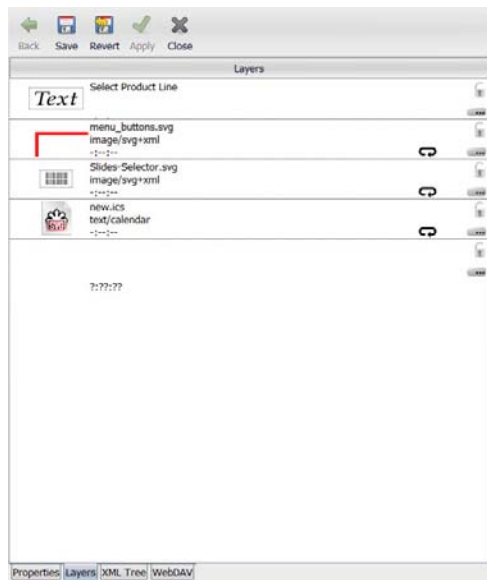 Back Save Revert Apply Close
Layers
Text
Select Product Line
menu_buttons.svg
image/svg+xml
-:--:--
Slides-Selector.svg
image/svg+xml
-:--:--
new.ics
text/calendar
-:--:--
?:??:??
Properties Layers XML Tree WebDAV